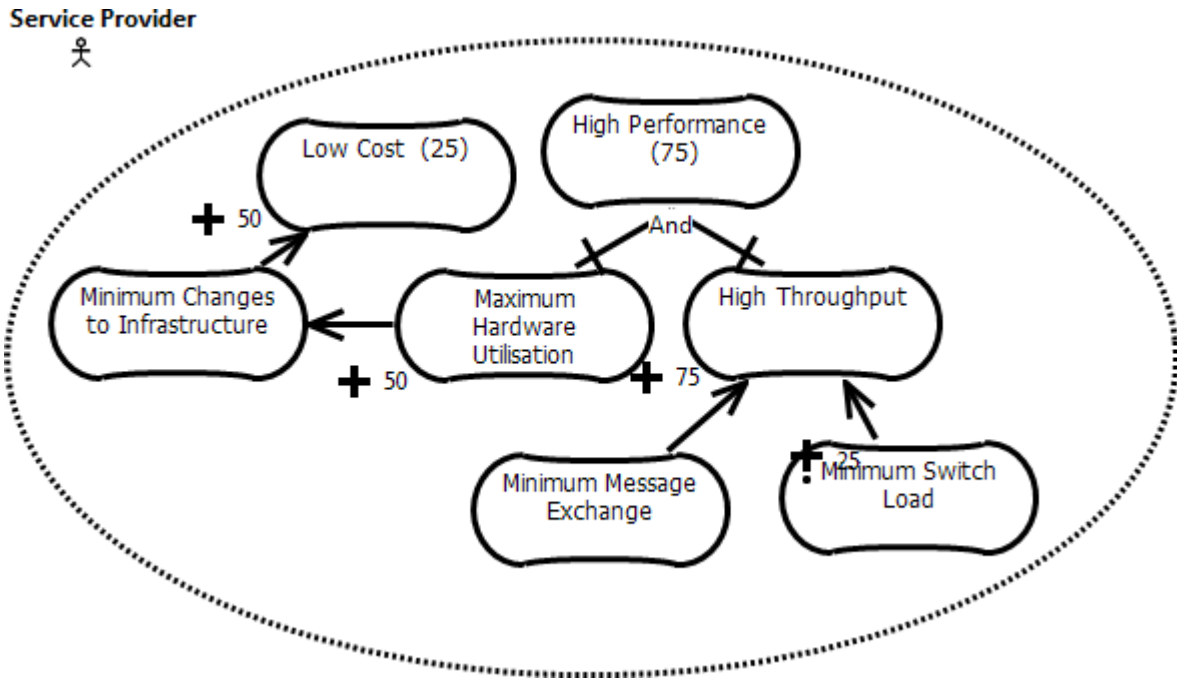 Service Provider
High Performance
(75)
Low Cost (25)
50
And
Minimum Changes
to Infrastructure
Maximum
Hardware
Utilisation
High Throughput
50
75
25
Minimum Message
Exchange
Minimum Switch
Load